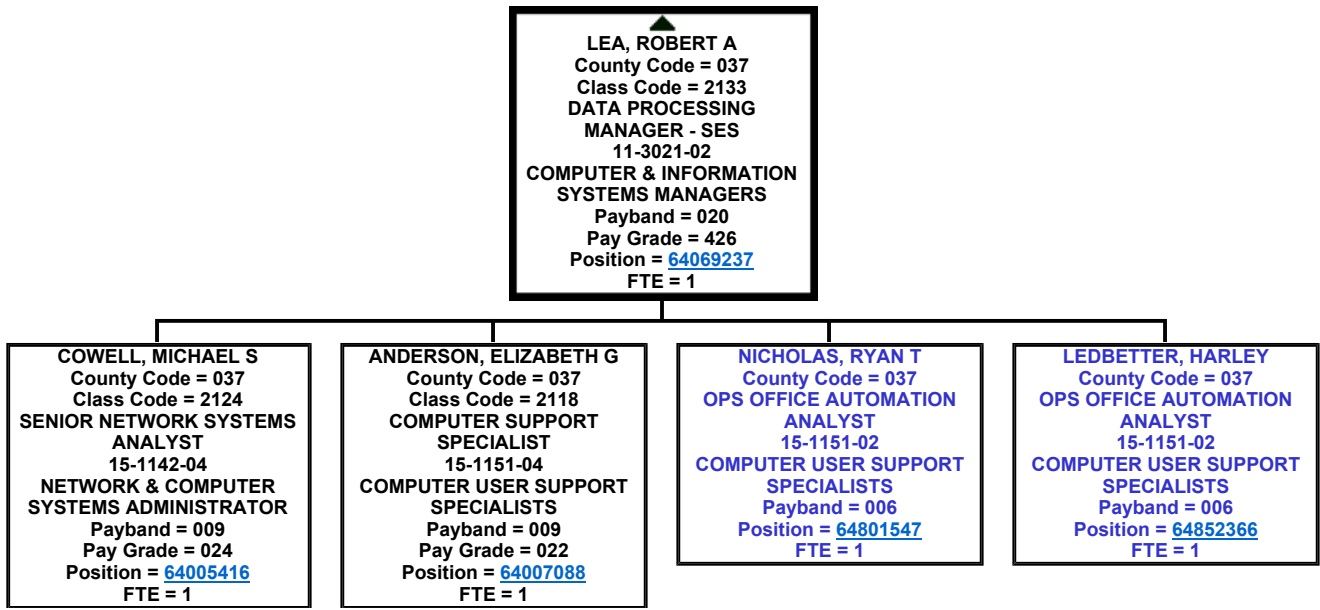 LEA, ROBERT A
County Code = 037
Class Code = 2133
DATA PROCESSING
MANAGER - SES
11-3021-02
COMPUTER & INFORMATION
SYSTEMS MANAGERS
Payband = 020
Pay Grade = 426
Position = 64069237
FTE = 1
COWELL, MICHAEL S
County Code = 037
Class Code = 2124
SENIOR NETWORK SYSTEMS
ANALYST
15-1142-04
NETWORK & COMPUTER
SYSTEMS ADMINISTRATOR
Payband = 009
Pay Grade = 024
Position = 64005416
FTE = 1
ANDERSON, ELIZABETH G
County Code = 037
Class Code = 2118
COMPUTER SUPPORT
SPECIALIST
15-1151-04
COMPUTER USER SUPPORT
SPECIALISTS
Payband = 009
Pay Grade = 022
Position = 64007088
FTE = 1
NICHOLAS, RYAN T
County Code = 037
OPS OFFICE AUTOMATION
ANALYST
15-1151-02
COMPUTER USER SUPPORT
SPECIALISTS
Payband = 006
Position = 64801547
FTE = 1
LEDBETTER, HARLEY
County Code = 037
OPS OFFICE AUTOMATION
ANALYST
15-1151-02
COMPUTER USER SUPPORT
SPECIALISTS
Payband = 006
Position = 64852366
FTE = 1